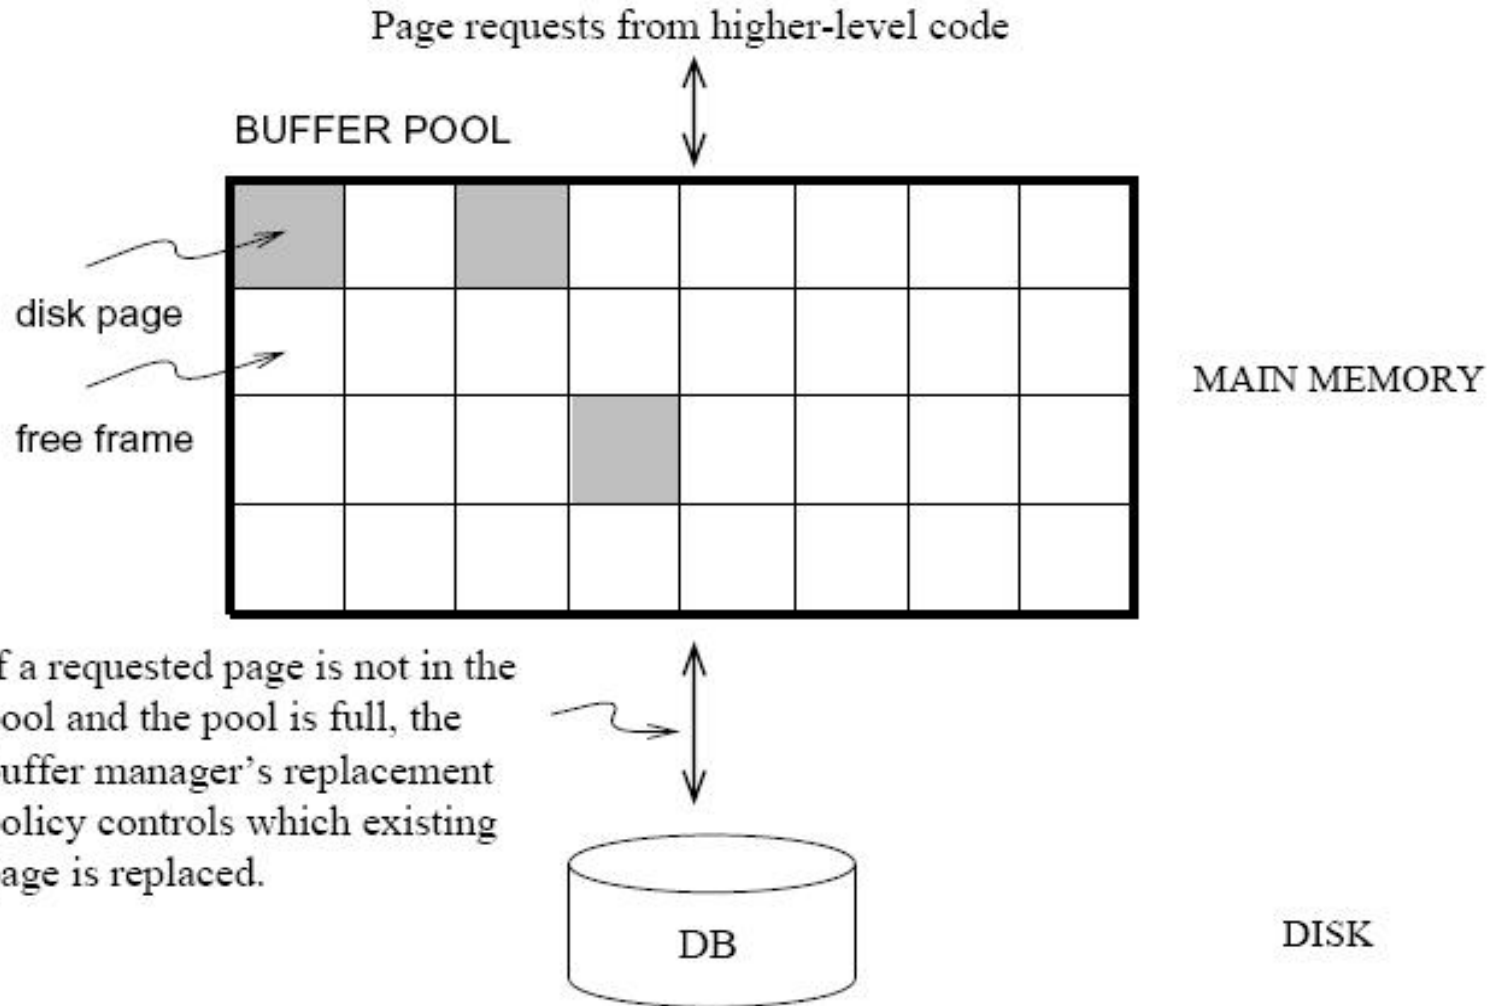 Page requests from higher-level code
BUFFER POOL
disk page
free frame
MAIN MEMORY
f a requested page is not in the
ool and the pool is full, the
uffer manager's replacement
olicy controls which existing
age is replaced.
DB
DISK